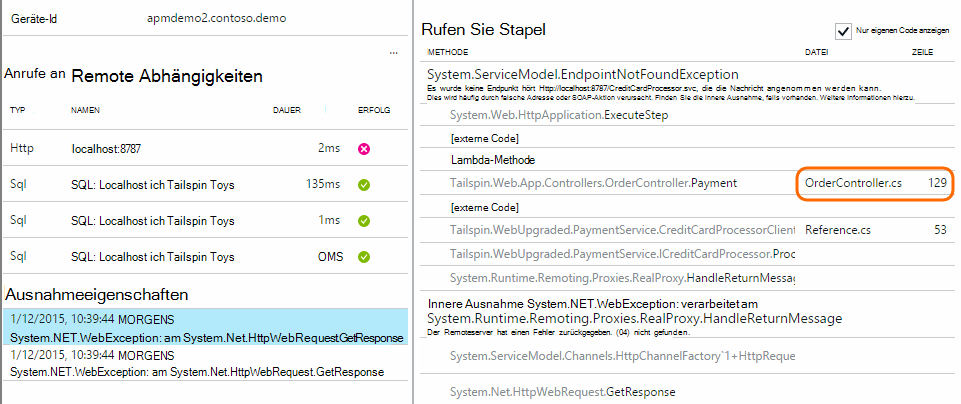 Geräte-Id apmdemo2.contoso.demo
...
Anrufe an Remote Abhängigkeiten
TYP NAMEN DAUER ERFOLG
Http localhost:8787 2ms
Sql SQL: Localhost ich Tailspin Toys 135ms
Sql SQL: Localhost ich Tailspin Toys 1ms
Sql SQL: Localhost ich Tailspin Toys OMS
Ausnahmeeigenschaften
1/12/2015, 10:39:44 MORGENS
System.NET.WebException: am System.Net.HttpWebRequestGetResponse
1/12/2015, 10:39:44 MORGENS
System.NET.WebException: am System.Net.HttpWebRequest.GetResponse
Rufen Sie Stapel
Nur eigenen Code anzeigen
METHODE DATEI ZEILE
System.ServiceModel.EndpointNotFoundException
Es wurde keine Endpunkt hört Http://localhost:8787/CreditCardProcessor.svc, die die Nachricht angenommen werden kann.
Dies wird häufig durch falsche Adresse oder SOAP-Aktion verursacht. Finden Sie die innere Ausnahme, falls vorhanden. Weitere Informationen hierzu.
System.Web.HttpApplication.ExecuteStep
[externe Code]
Lambda-Methode
Tailspin.Web.App.Controllers.OrderController.Payment OrderController.cs 129
[externe Code]
Tailspin.WebUpgraded.PaymentService.CreditCardProcessorClient Reference.cs 53
Tailspin.WebUpgraded.PaymentService.ICreditCardProcessor.Proc
System.Runtime.Remoting.Proxies.RealProxy.HandleReturnMessag
Innere Ausnahme System.NET.WebException: verarbeitet am
System.Runtime.Remoting.Proxies.RealProxy.HandleReturnMessage
Der Remoteserver hat einen Fehler zurückgegeben. (04) nicht gefunden.
System.ServiceModel.Channels.HttpChannelFactory`1+HttpReque
System.Net.HttpWebRequest.GetResponse